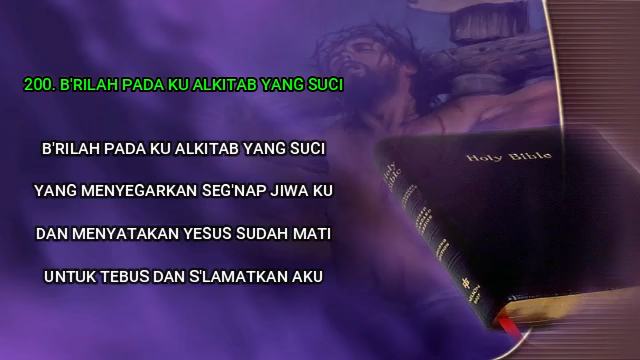 200. B'RILAH PADA KU ALKITAB YANG SUCI
B'RILAH PADA KU ALKITAB YANG SUCI
YANG MENYEGARKAN SEG'NAP JIWA KU
DAN MENYATAKAN YESUS SUDAH MATI
UNTUK TEBUS DAN S'LAMATKAN AKU
Holy Bible